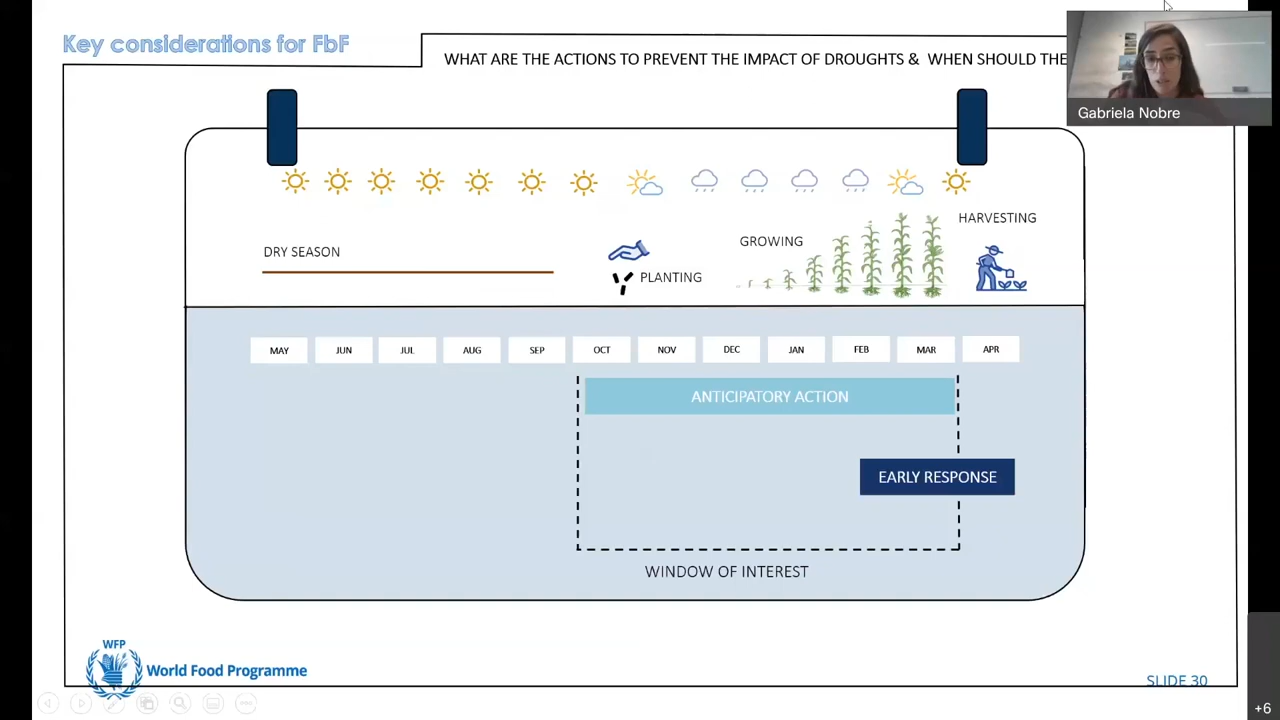 Key considerations for FbF
WHAT ARE THE ACTIONS TO PREVENT THE IMPACT OF DROUGHTS & WHEN SHOULD THE
Gabriela Nobre
HARVESTING
GROWING
DRY SEASON
PLANTING
MAY JUN JUL AUG SEP OCT NOV DEC JAN FEB MAR APR
ANTICIPATORY ACTION
EARLY RESPONSE
WINDOW OF INTEREST
WFP
World Food Programme
SLIDE 30
+6